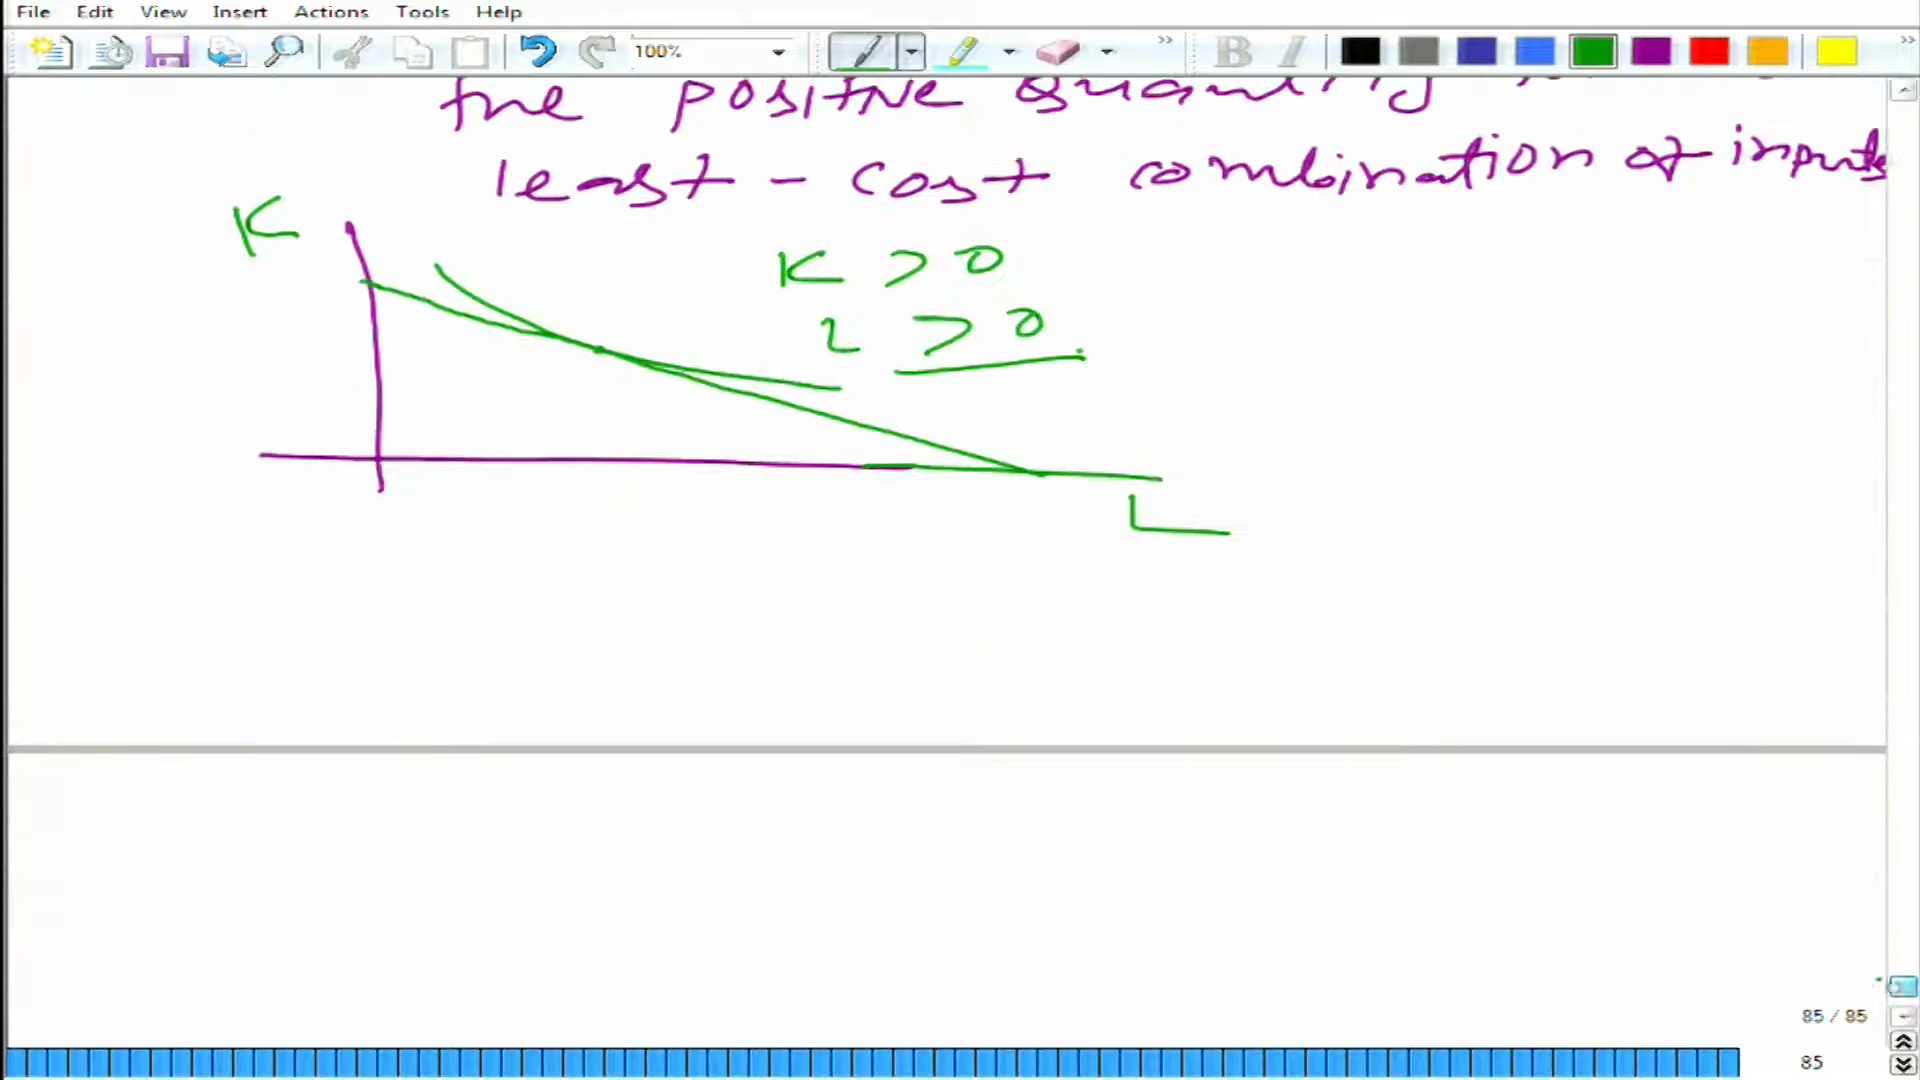 File Edit View Insert Actions Tools Help
100%
B I
the positive quantity
least - cost combination of inputs
K
K > 0
L > 0
L
85 / 85
85